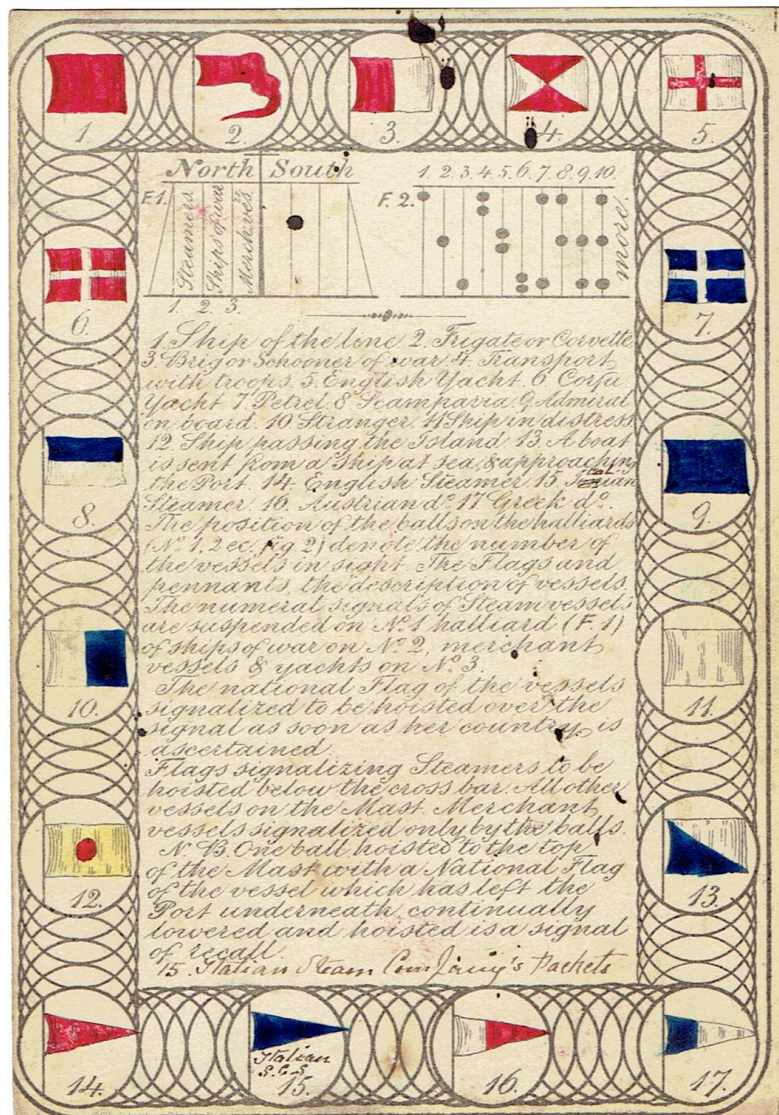 1. 2. 3. 4. 5.
North South
F. 1. Steamers Ships of war Merch. ves
1. 2. 3.
F. 2. 1. 2. 3. 4. 5. 6. 7. 8. 9. 10. more.
6. 7.
1. Ship of the line 2. Frigate or Corvette
3. Brig or Schooner of war 4. Transport
with troops. 5. English Yacht. 6 Corfu
Yacht 7. Petrel 8. Scamparia 9. Admiral
on board. 10. Stranger. 11 Ship in distress
12. Ship passing the Island 13. A boat
is sent from a Ship at sea, & approaching
the Port. 14. English Steamer. 15.
Steamer. 16. Austrian do. 17 Greek do.
The position of the balls on the halliards
(No. 1, 2 ec. fig 2) denote the number of
the vessels in sight. The Flags and
pennants, the description of vessels.
The numeral signals of Steam vessels
are suspended on No. 1 halliard (F. 1)
of ships of war on No. 2, merchant
vessels & yachts on No. 3.
The national Flag of the vessels
signalized to be hoisted over the
signal as soon as her country is
ascertained.
Flags signalizing Steamers to be
hoisted below the cross bar. All other
vessels on the Mast Merchant
vessels signalized only by the balls.
N. B. One ball hoisted to the top
of the Mast with a National Flag
of the vessel which has left the
Port underneath continually
lowered and hoisted is a signal
of recall.
15. Italian Steam Company's Packets
8. 9.
10. 11.
12. 13.
Italian
S. C. S
14. 15. 16. 17.